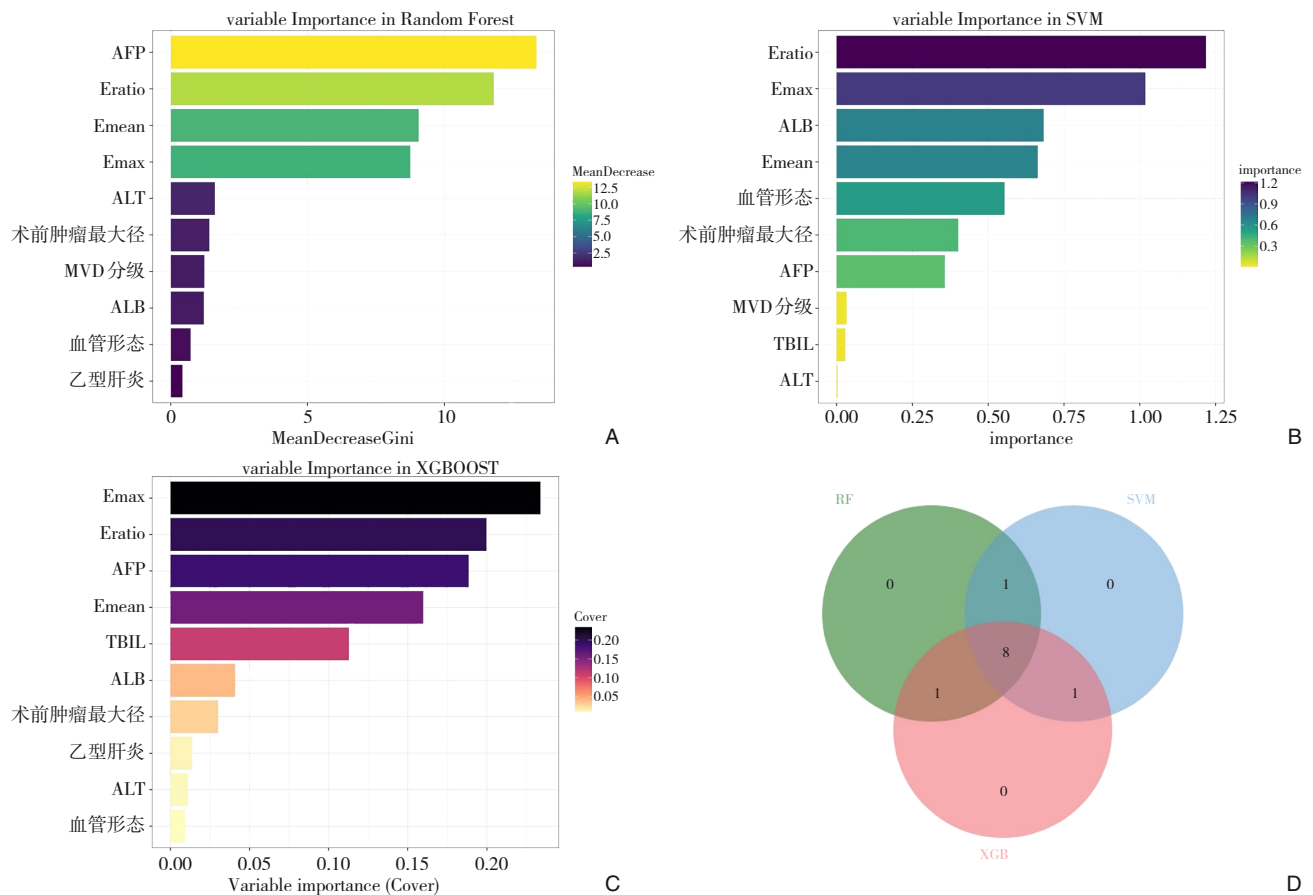 variable Importance in Random Forest
AFP
Eratio
Emean
Emax
ALT
术前肿瘤最大径
MVD分级
ALB
血管形态
乙型肝炎
0
5
10
MeanDecreaseGini
MeanDecrease
12.5
10.0
7.5
5.0
2.5
A
variable Importance in SVM
Eratio
Emax
ALB
Emean
血管形态
术前肿瘤最大径
AFP
MVD分级
TBIL
ALT
0.00
0.25
0.50
0.75
1.00
1.25
importance
importance
1.2
0.9
0.6
0.3
B
variable Importance in XGBOOST
Emax
Eratio
AFP
Emean
TBIL
ALB
术前肿瘤最大径
乙型肝炎
ALT
血管形态
0.00
0.05
0.10
0.15
0.20
Variable importance (Cover)
Cover
0.20
0.15
0.10
0.05
C
RF
SVM
0
1
0
8
1
1
0
XGB
D